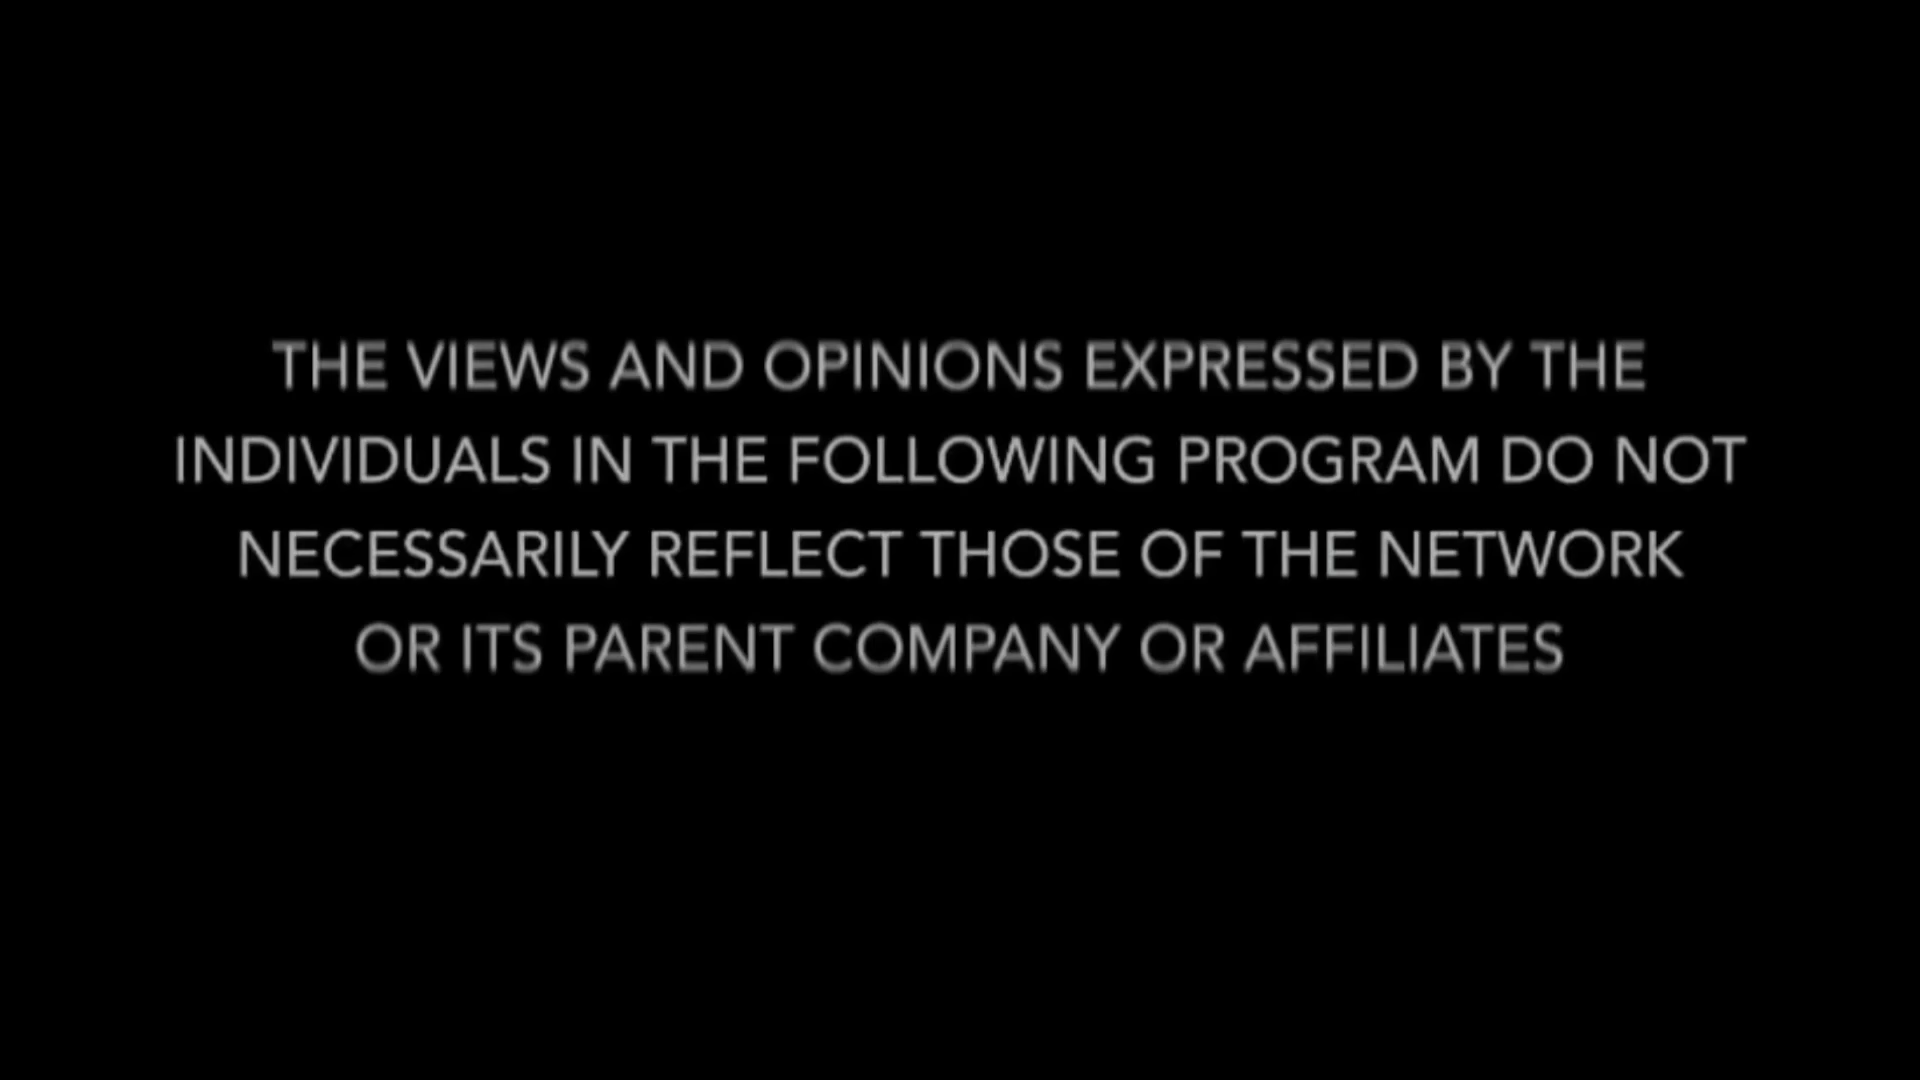 THE VIEWS AND OPINIONS EXPRESSED BY THE
INDIVIDUALS IN THE FOLLOWING PROGRAM DO NOT
NECESSARILY REFLECT THOSE OF THE NETWORK
OR ITS PARENT COMPANY OR AFFILIATES